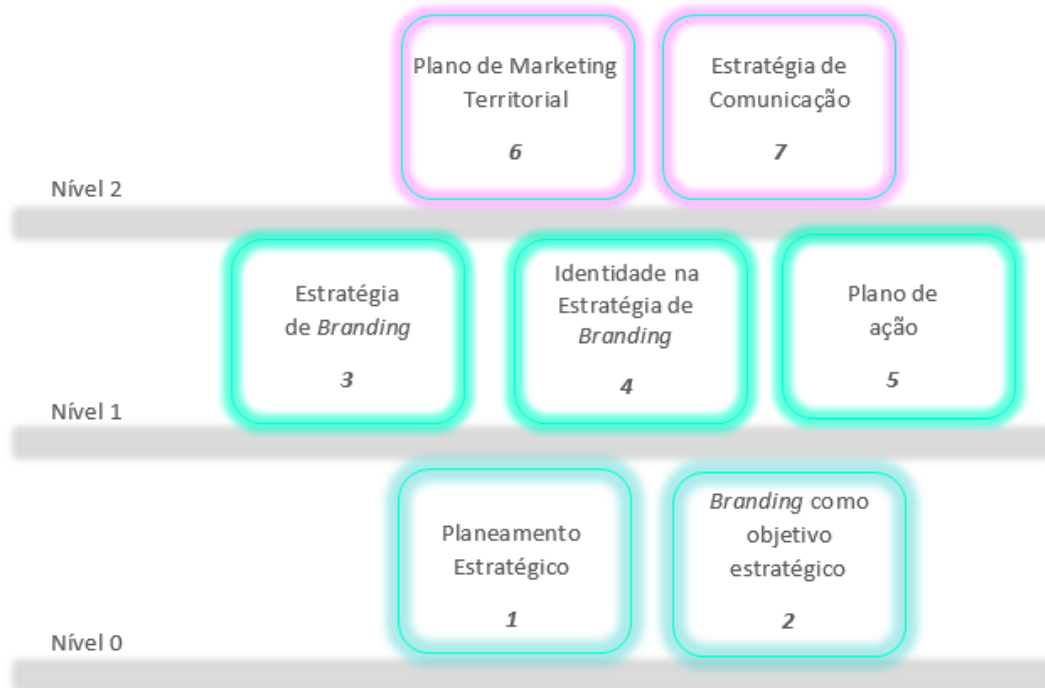 Plano de Marketing
Territorial
6
Estratégia de
Comunicação
7
Nível 2
Estratégia
de Branding
3
Identidade na
Estratégia de
Branding
4
Plano de
ação
5
Nível 1
Planeamento
Estratégico
1
Branding como
objetivo
estratégico
2
Nível 0